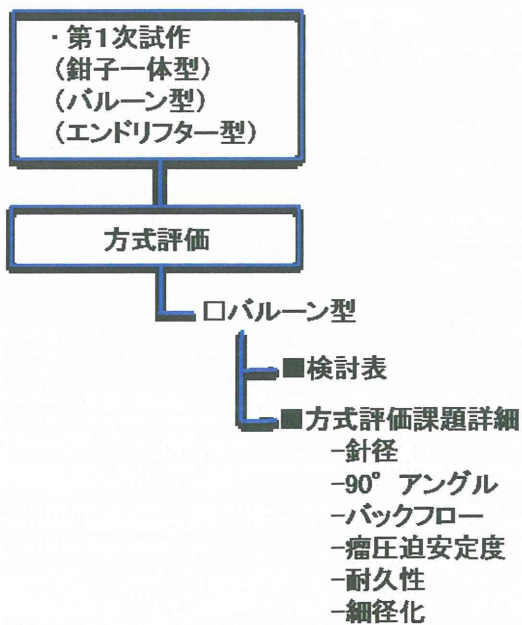 ・第1次試作
（鉗子一体型）
（バルーン型）
（エンドリフター型）
方式評価
□バルーン型
■検討表
■方式評価課題詳細
－針径
－90° アングル
－バックフロー
－瘤圧迫安定度
－耐久性
－細径化